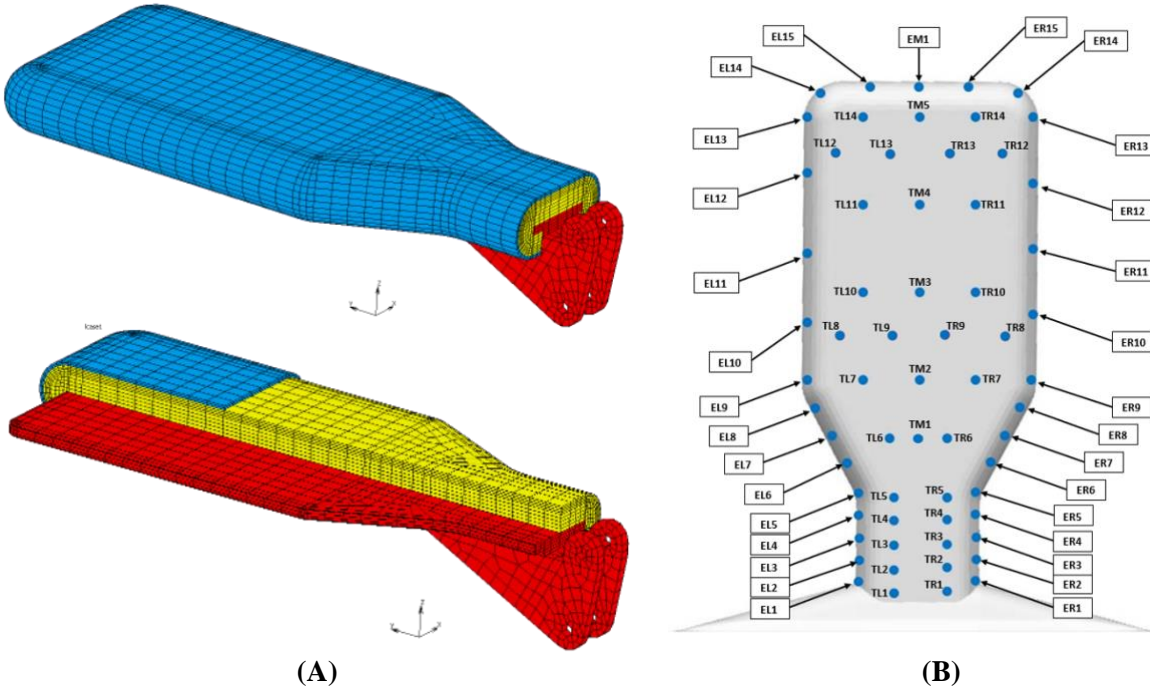 EL15
EM1
ER15
ER14
EL14
TM5
TL14
TR14
EL13
ER13
TL12
TL13
TR13
TR12
EL12
ER12
TL11
TM4
TR11
EL11
ER11
TL10
TM3
TR10
TL8
TL9
TR9
TR8
ER10
EL10
TL7
TM2
TR7
EL9
ER9
EL8
ER8
TM1
TL6
TR6
EL7
ER7
EL6
ER6
TL5
TR5
EL5
ER5
TL4
TR4
EL4
ER4
TL3
TR3
EL3
ER3
TL2
TR2
EL2
ER2
TL1
TR1
EL1
ER1
Z
Y
X
lcase1
Z
Y
X
(A)
(B)